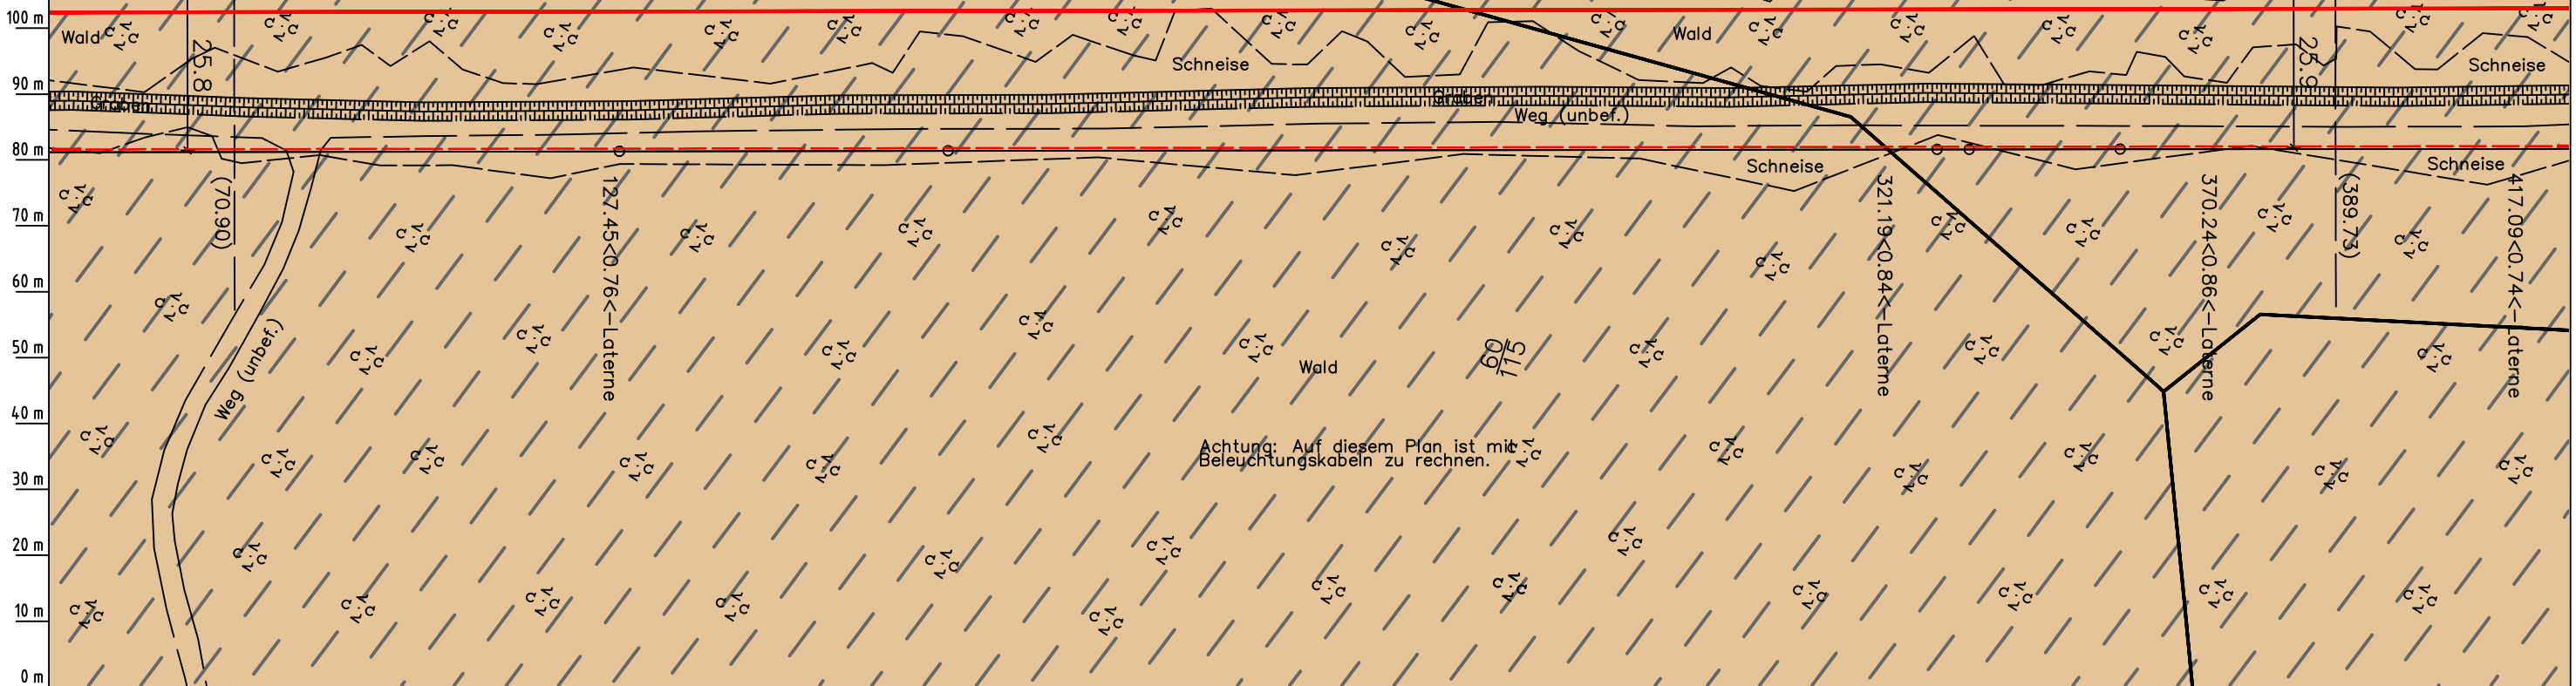 100 m
90 m
80 m
70 m
60 m
50 m
40 m
30 m
20 m
10 m
0 m
Wald
25.8
Schneise
Wald
25.9
Schneise
Graben
Graben
Weg (unbef.)
Schneise
Schneise
(70.90)
127.45<0.76<-Laterne
321.19<0.84<-Laterne
370.24<0.86<-Laterne
(389.73)
417.09<0.74<-Laterne
Weg (unbef.)
Wald
60
115
Achtung: Auf diesem Plan ist mit
Beleuchtungskabeln zu rechnen.